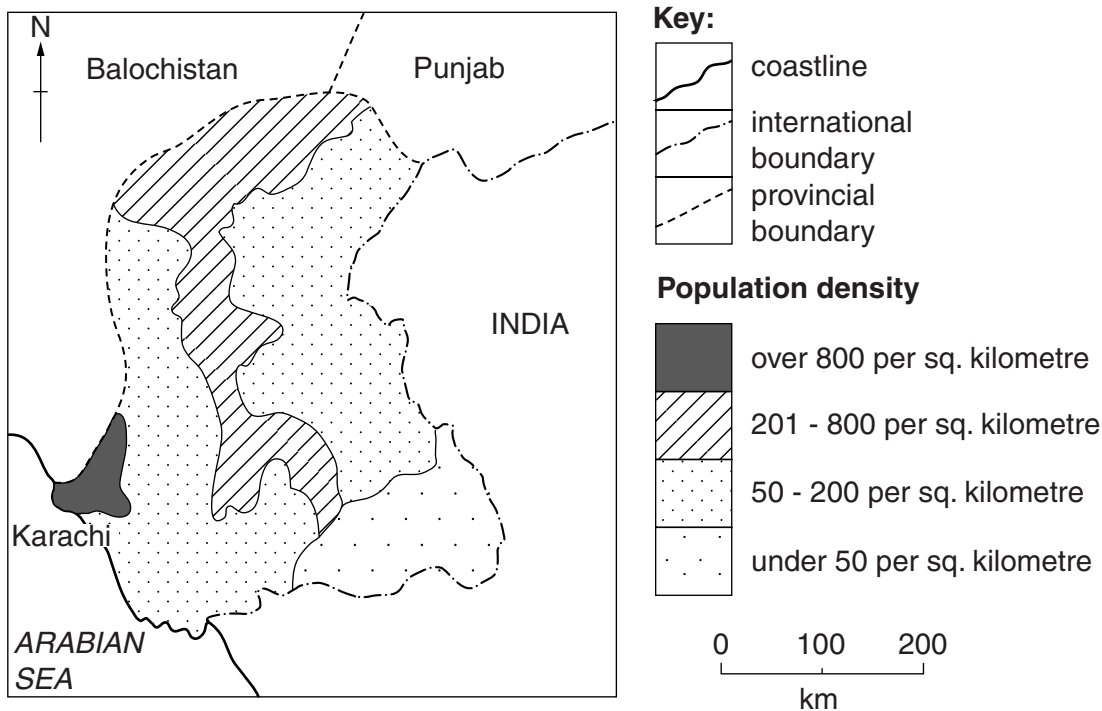 N
Balochistan
Punjab
INDIA
Karachi
ARABIAN
SEA
Key:
coastline
international
boundary
provincial
boundary
Population density
over 800 per sq. kilometre
201 - 800 per sq. kilometre
50 - 200 per sq. kilometre
under 50 per sq. kilometre
0 100 200
km